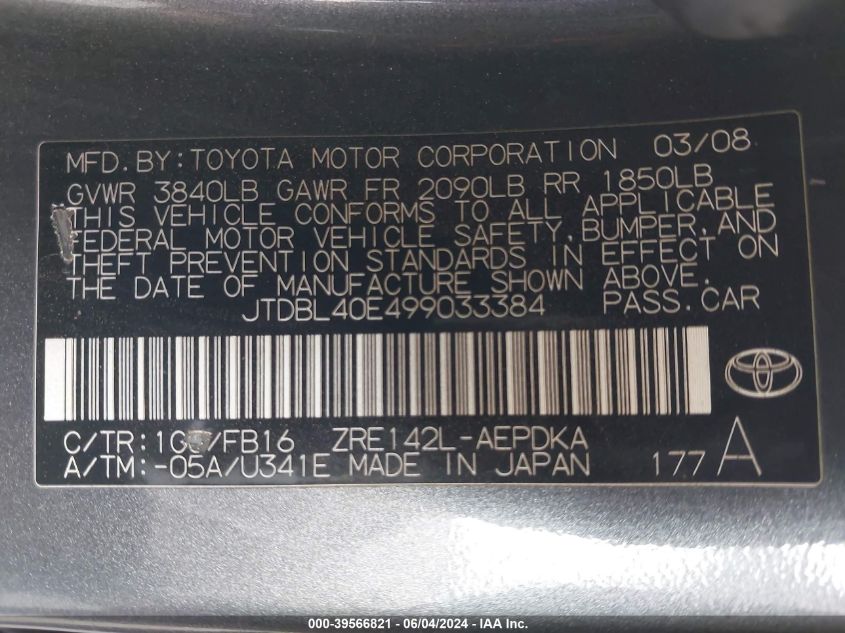 MFD. BY: TOYOTA MOTOR CORPORATION 03/08
GVWR 3840LB GAWR FR 2090LB RR 1850LB
THIS VEHICLE CONFORMS TO ALL APPLICABLE
FEDERAL MOTOR VEHICLE SAFETY, BUMPER, AND
THEFT PREVENTION STANDARDS IN EFFECT ON
THE DATE OF MANUFACTURE SHOWN ABOVE.
JTDBL40E499033384 PASS. CAR
C/TR: /FB16 ZRE142L-AEPDKA
A/TM: -05A/U341E MADE IN JAPAN 177 A
000-39566821 - 06/04/2024 - IAA Inc.